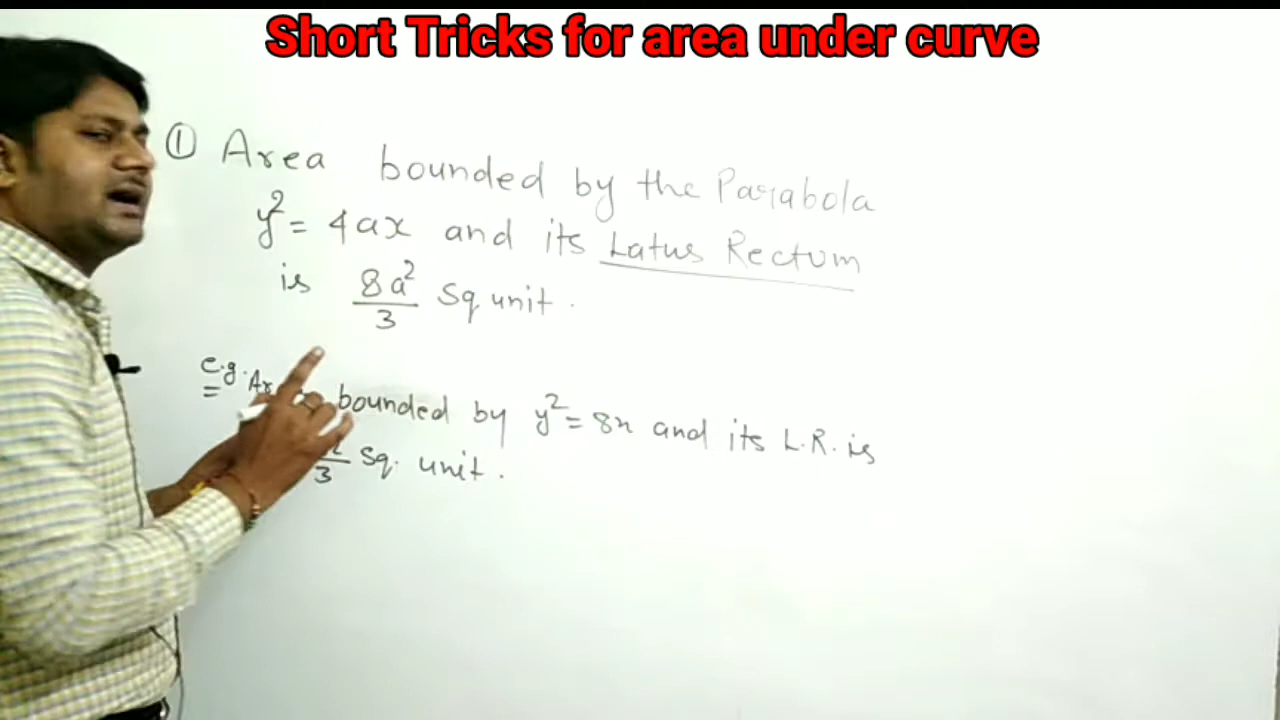 Short Tricks for area under curve
① Area bounded by the Parabola
y² = 4ax and its Latus Rectum
is 8a²/3 Sq unit.
e.g. bounded by y² = 8x and its L.R. is
3 Sq. unit.